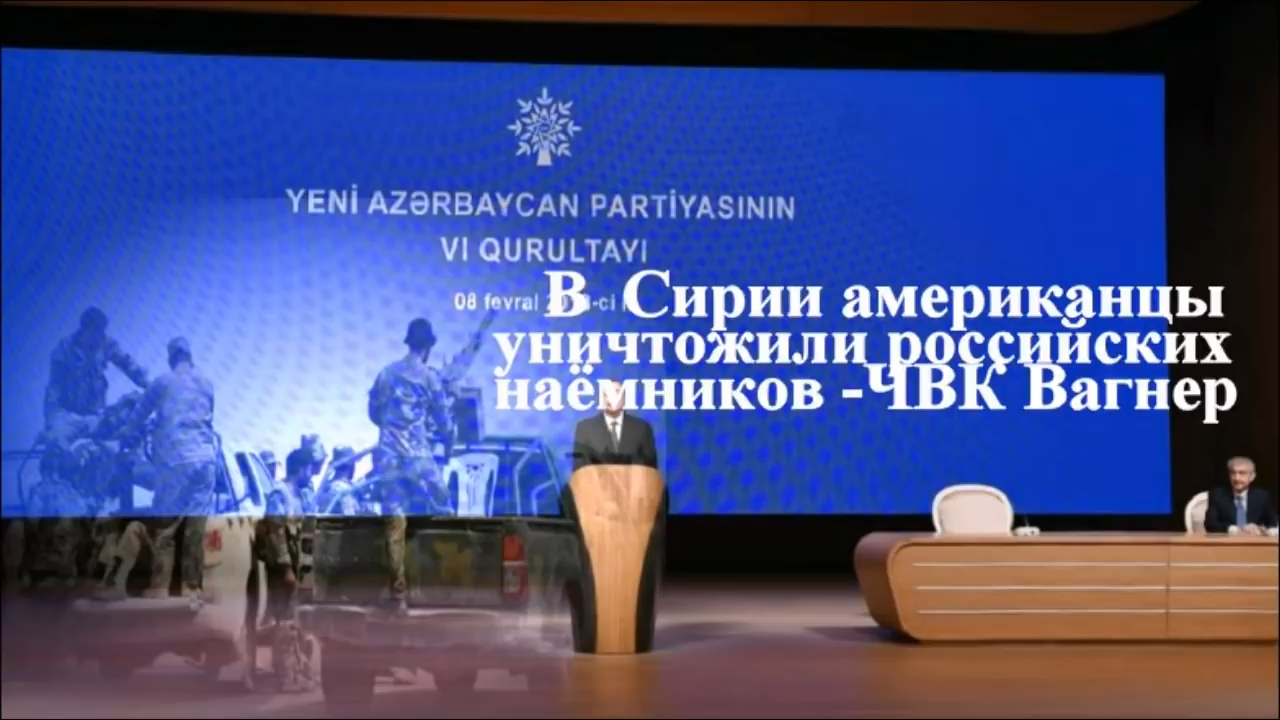 YENİ AZƏRBAYCAN PARTİYASININ
VI QURULTAYI
08 fevral
В Сирии американцы
уничтожили российских
наёмников -ЧВК Вагнер